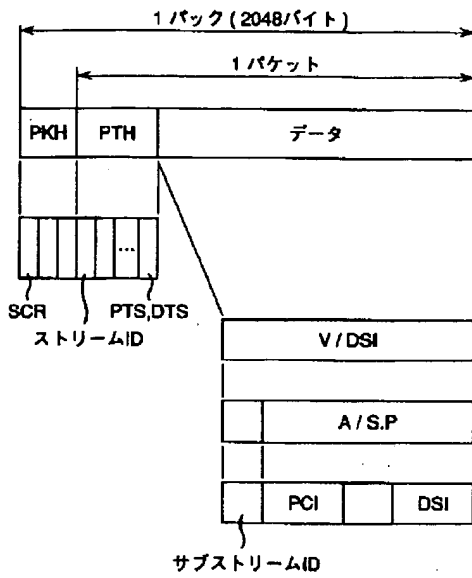 1 パック (2048バイト)
1 パケット
PKH PTH データ
...
SCR PTS,DTS
ストリームID
V / DSI
A / S.P
PCI DSI
サブストリームID